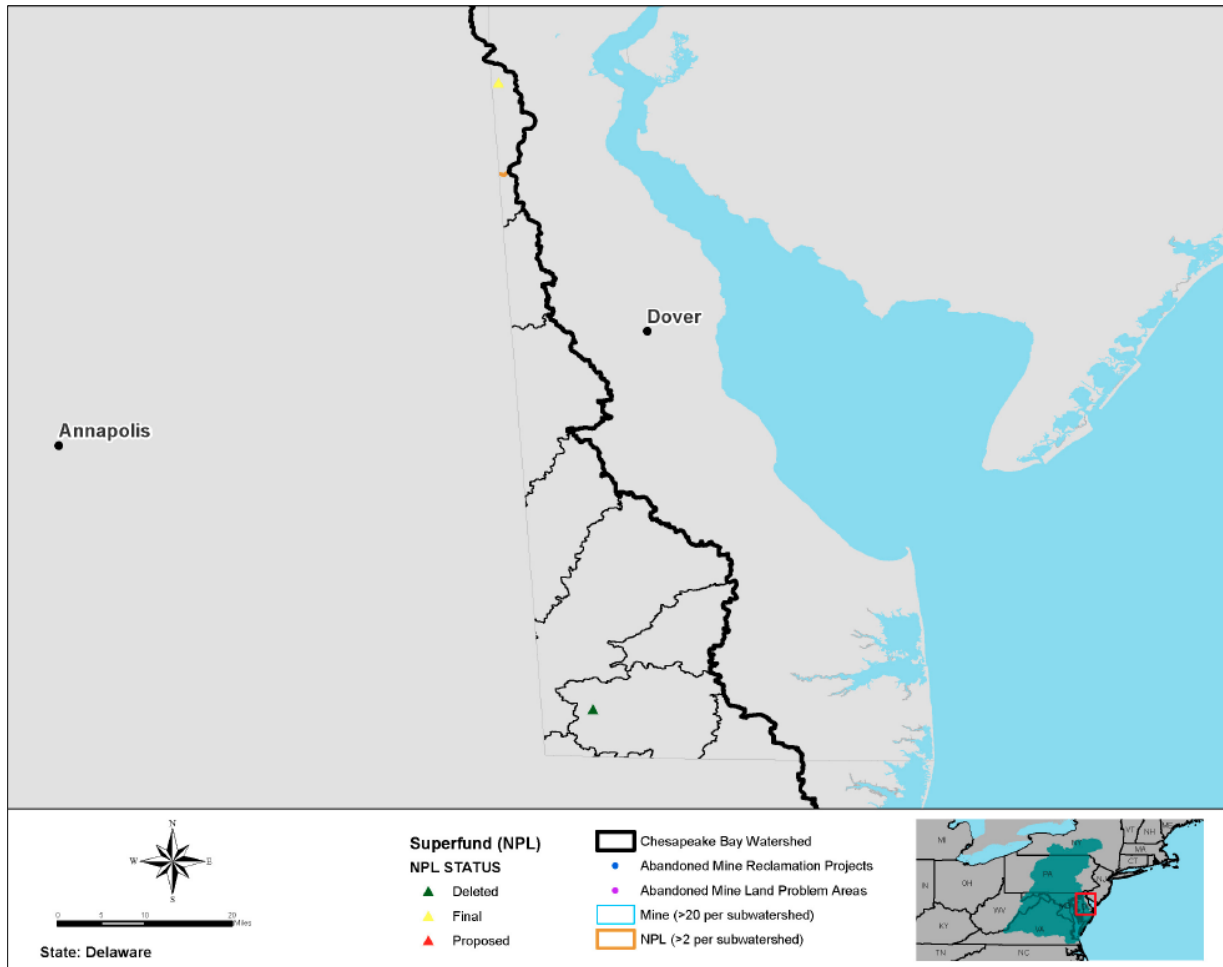 Dover
Annapolis
N
W
E
S
0
5
10
20
Miles
State: Delaware
Superfund (NPL)
NPL STATUS
Deleted
Final
Proposed
Chesapeake Bay Watershed
Abandoned Mine Reclamation Projects
Abandoned Mine Land Problem Areas
Mine (>20 per subwatershed)
NPL (>2 per subwatershed)
MI
NY
VT
NH
ME
MA
CT
PA
NJ
IN
OH
WV
KY
VA
TN
NC